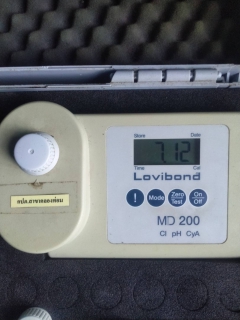 Store Date
7.12
Time Cal
Lovibond
! Mode Zero Test On Off
MD 200
Cl pH CyA